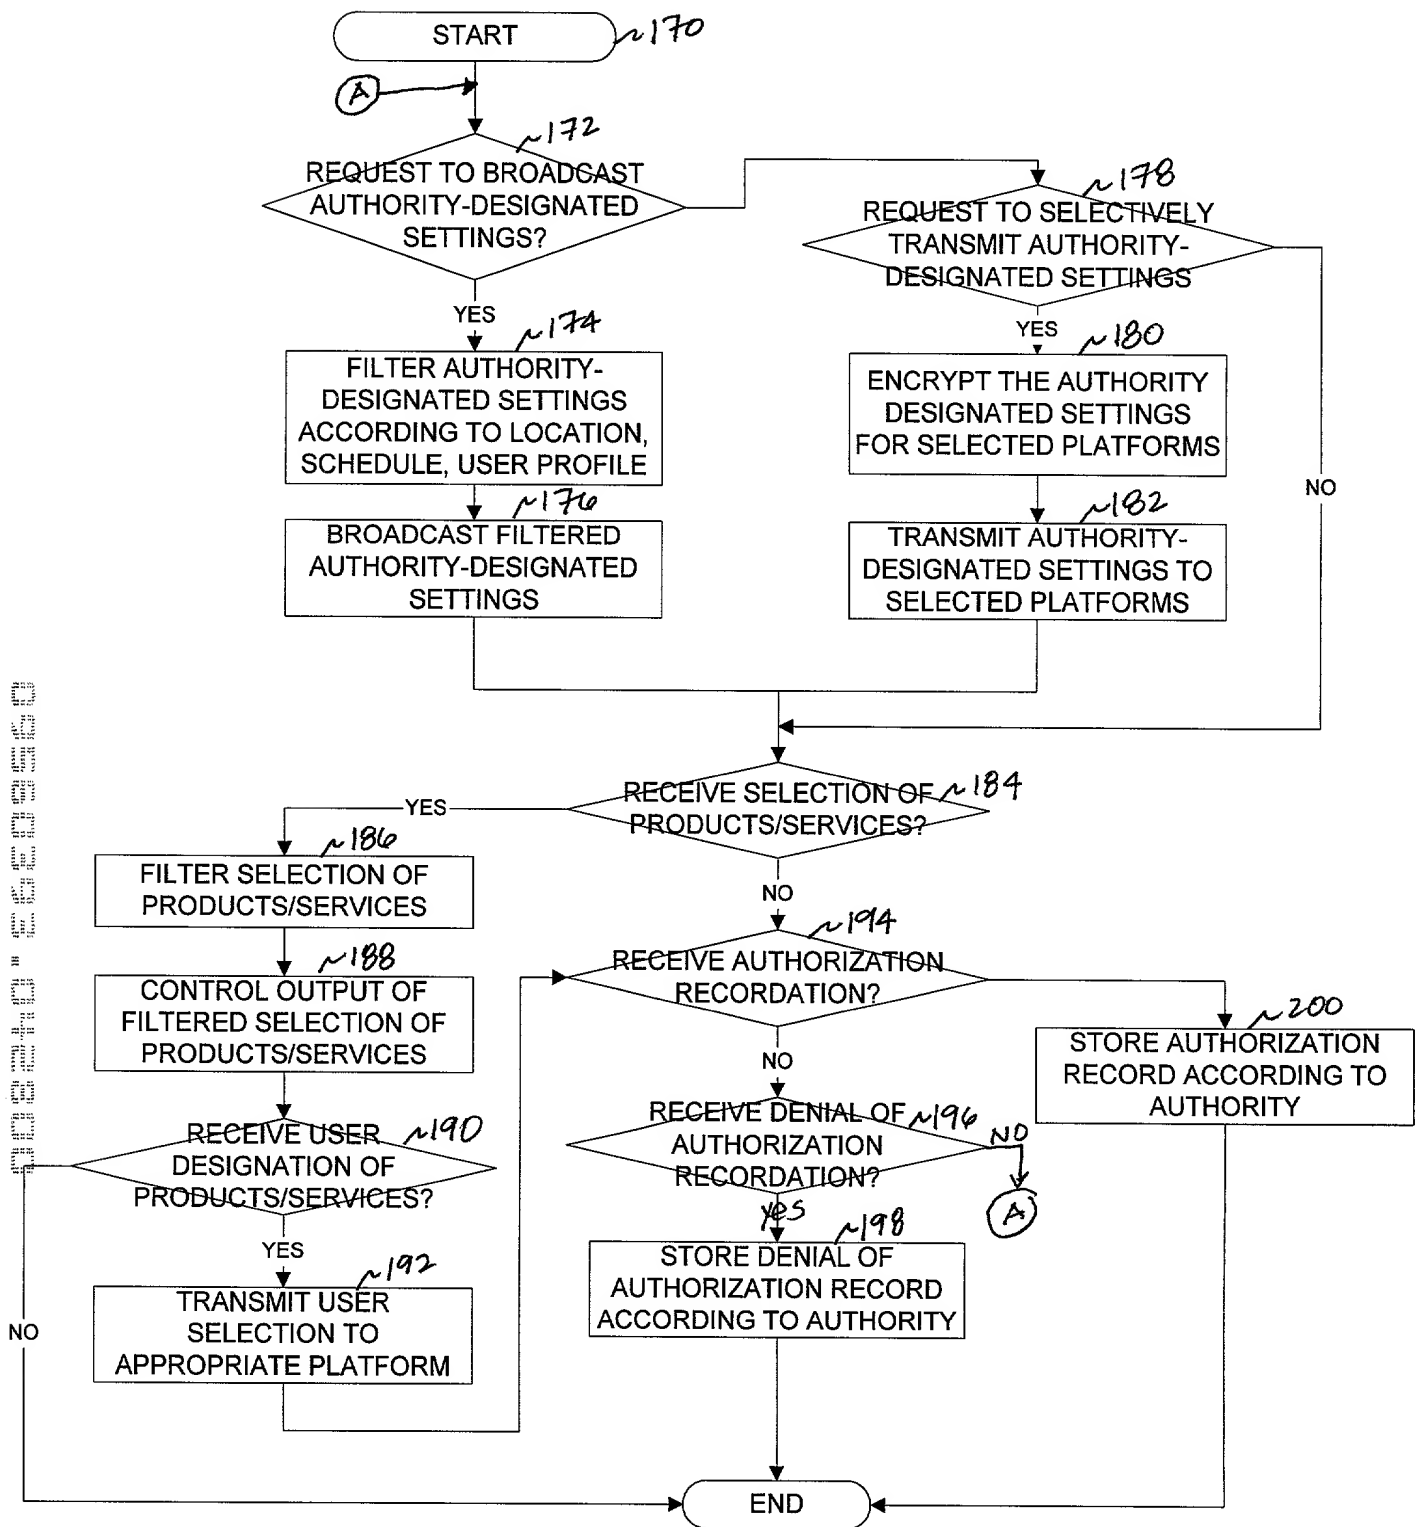 START
~170
A
~172
REQUEST TO BROADCAST
AUTHORITY-DESIGNATED
SETTINGS?
~178
REQUEST TO SELECTIVELY
TRANSMIT AUTHORITY-
DESIGNATED SETTINGS
YES
~174
FILTER AUTHORITY-
DESIGNATED SETTINGS
ACCORDING TO LOCATION,
SCHEDULE, USER PROFILE
YES
~180
ENCRYPT THE AUTHORITY
DESIGNATED SETTINGS
FOR SELECTED PLATFORMS
NO
~176
BROADCAST FILTERED
AUTHORITY-DESIGNATED
SETTINGS
~182
TRANSMIT AUTHORITY-
DESIGNATED SETTINGS TO
SELECTED PLATFORMS
~184
RECEIVE SELECTION OF
PRODUCTS/SERVICES?
YES
~186
FILTER SELECTION OF
PRODUCTS/SERVICES
NO
~188
CONTROL OUTPUT OF
FILTERED SELECTION OF
PRODUCTS/SERVICES
~194
RECEIVE AUTHORIZATION
RECORDATION?
~200
STORE AUTHORIZATION
RECORD ACCORDING TO
AUTHORITY
NO
~190
RECEIVE USER
DESIGNATION OF
PRODUCTS/SERVICES?
~196
RECEIVE DENIAL OF
AUTHORIZATION
RECORDATION?
NO
A
yes
YES
~192
TRANSMIT USER
SELECTION TO
APPROPRIATE PLATFORM
~198
STORE DENIAL OF
AUTHORIZATION RECORD
ACCORDING TO AUTHORITY
NO
END